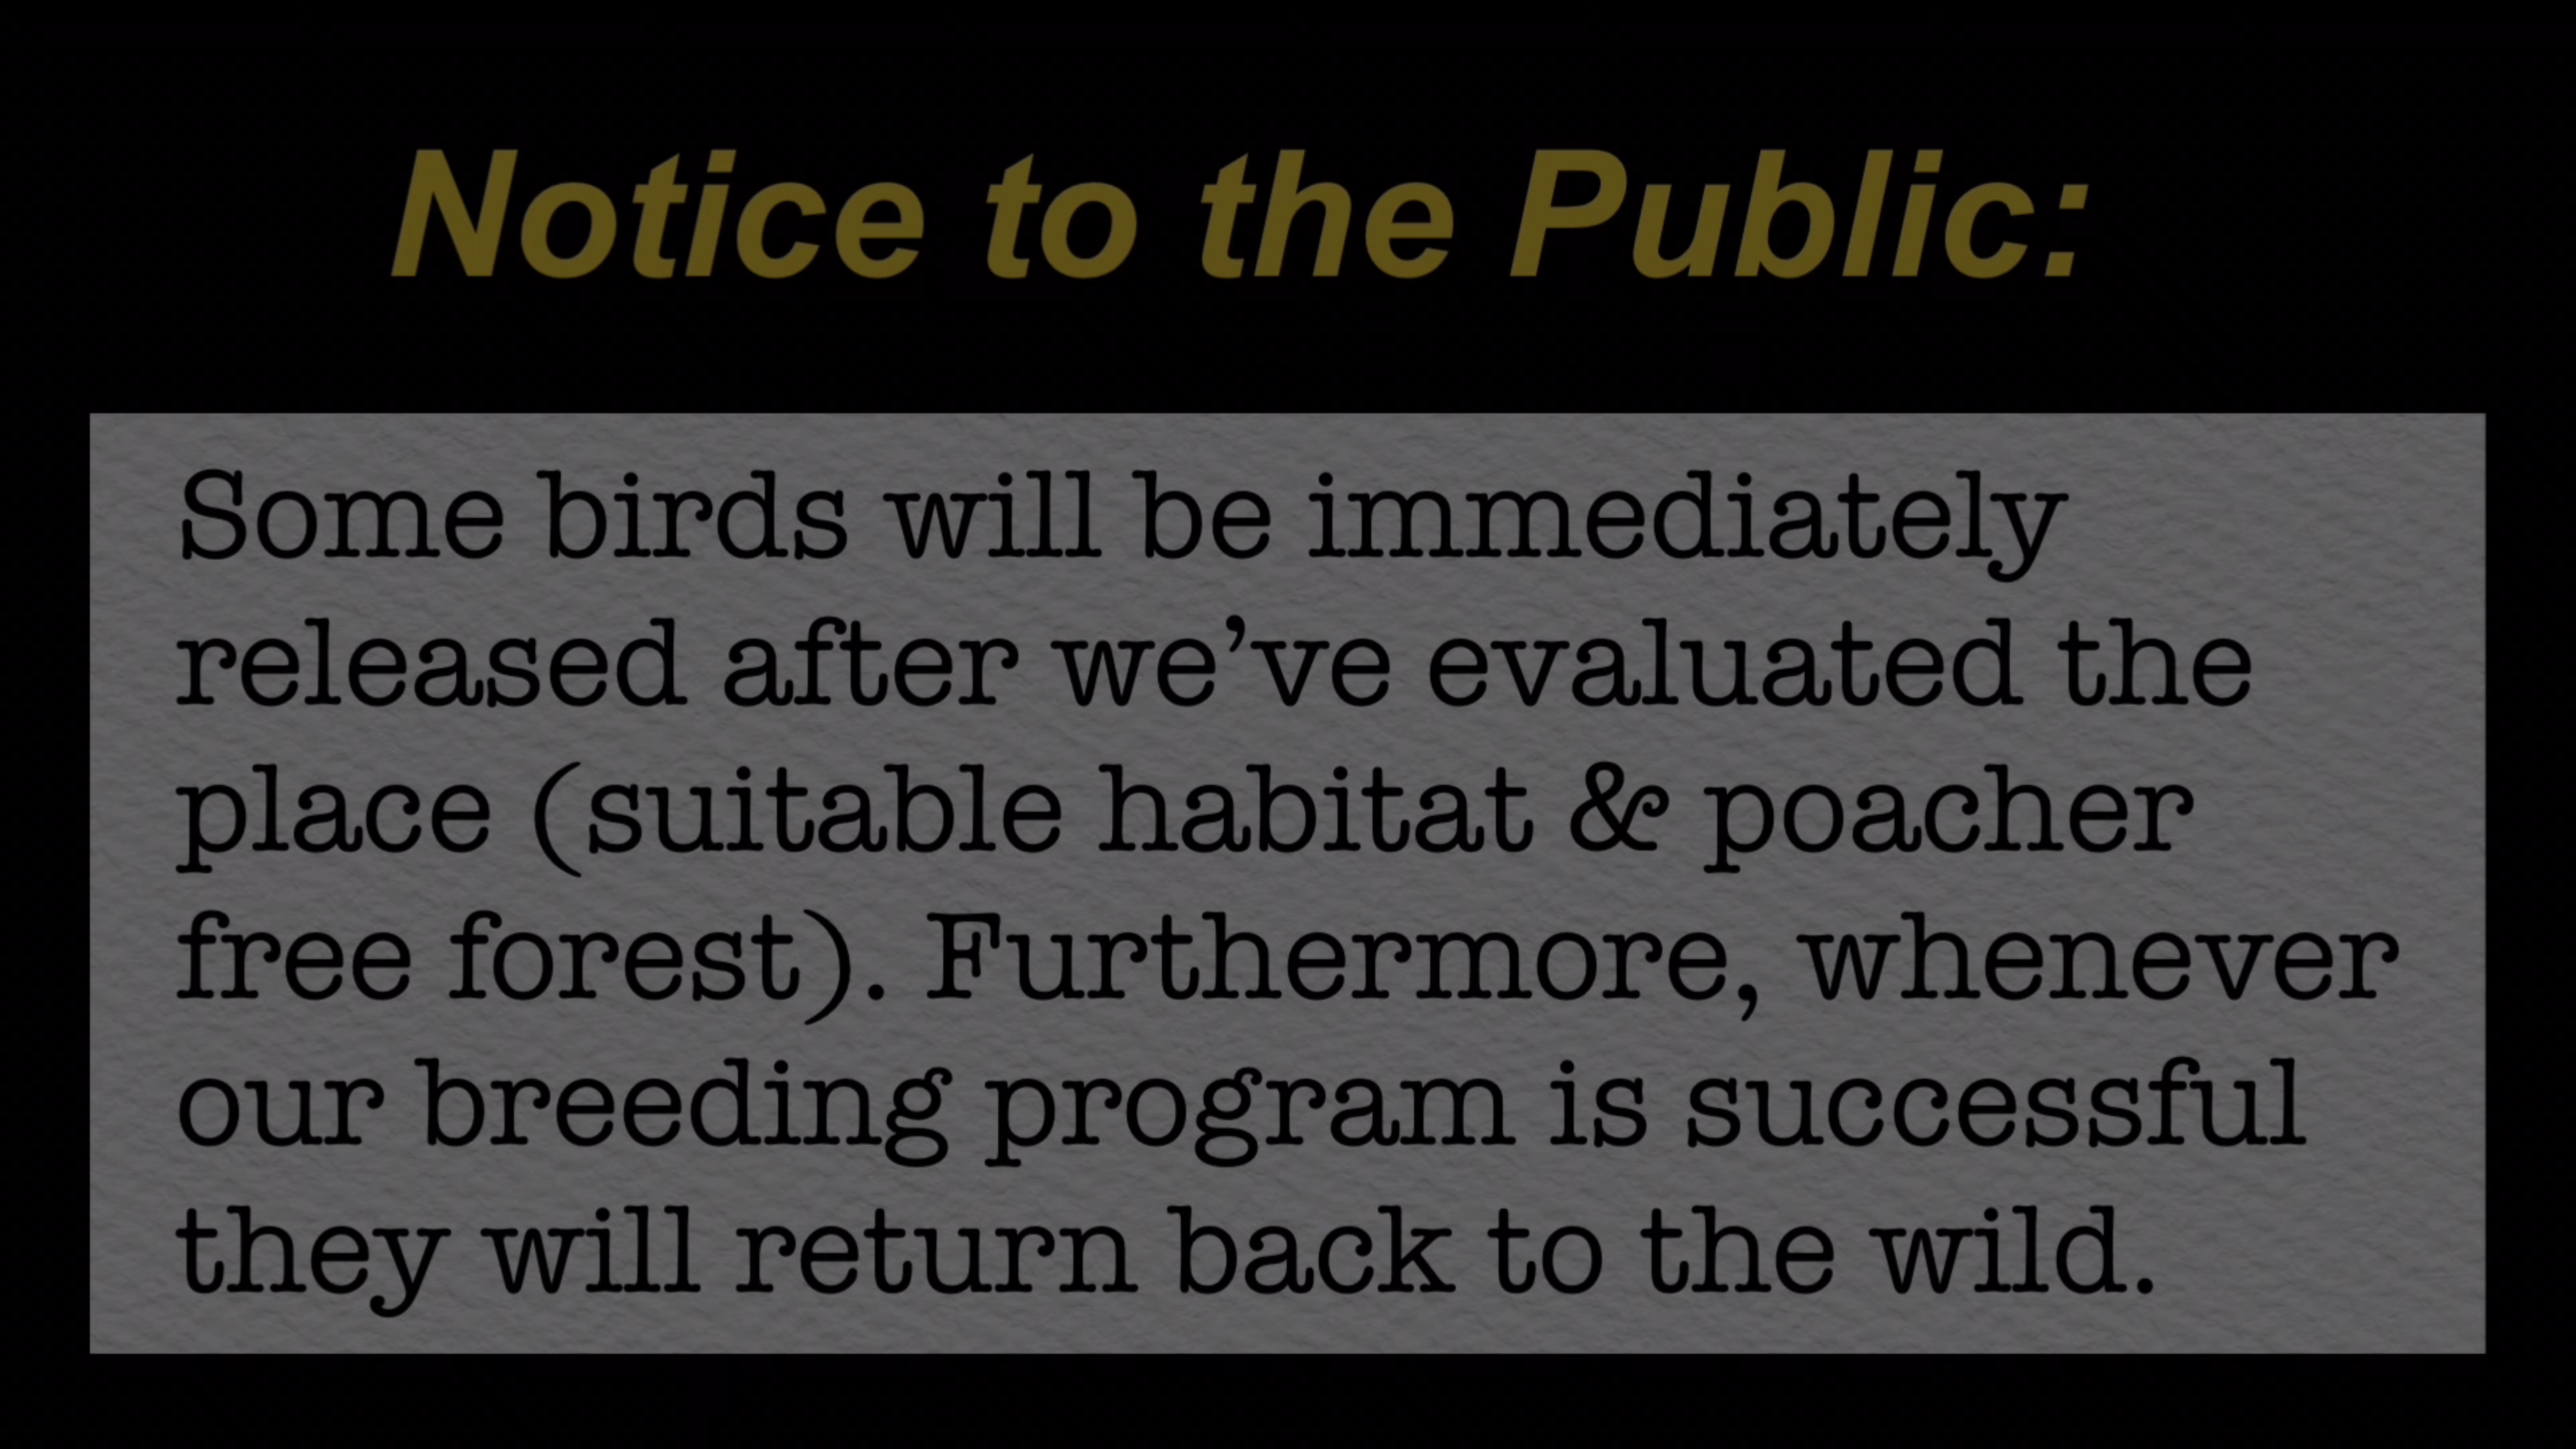 Notice to the Public:
Some birds will be immediately
released after we’ve evaluated the
place (suitable habitat & poacher
free forest). Furthermore, whenever
our breeding program is successful
they will return back to the wild.